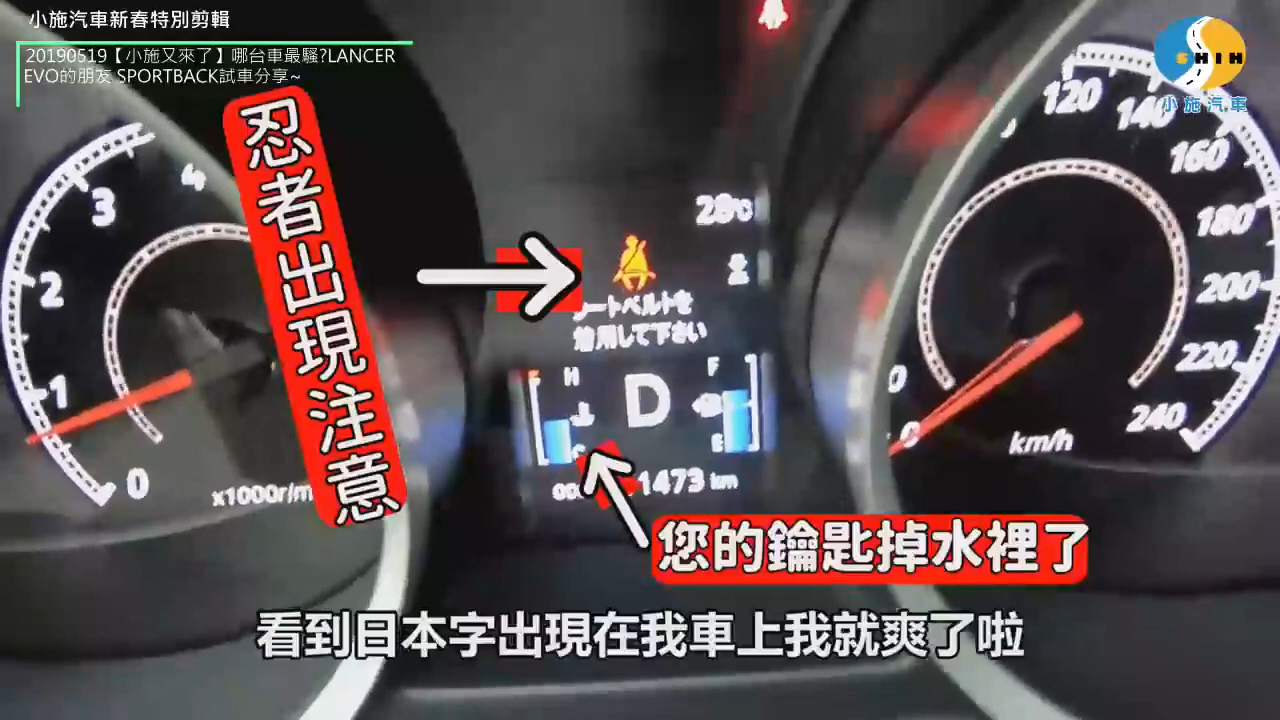 小施汽車新春特別剪輯
20190519【小施又來了】哪台車最騷?LANCER
EVO的朋友 SPORTBACK試車分享~
SHIH
小施汽車
忍者出現注意
28℃
シートベルトを
着用して下さい
H
C
D
F
E
1473 km
0
1
2
3
4
x1000r/m
0
120
140
160
180
200
220
240
km/h
您的鑰匙掉水裡了
看到日本字出現在我車上我就爽了啦